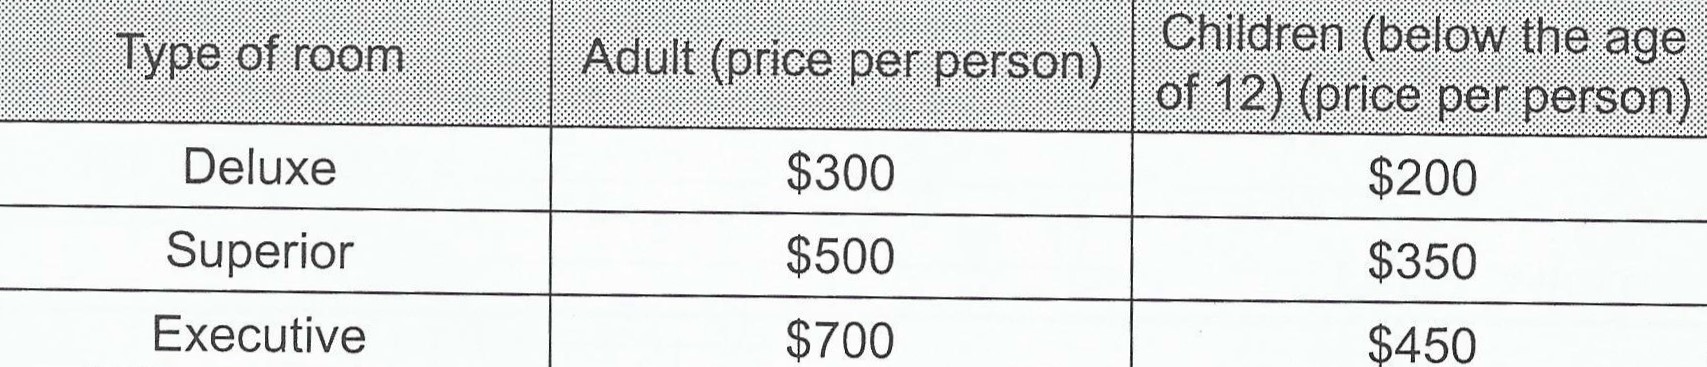 Type of room
Adult (price per person)
Children (below the age
of 12) (price per person)
Deluxe
$300
$200
Superior
$500
$350
Executive
$700
$450